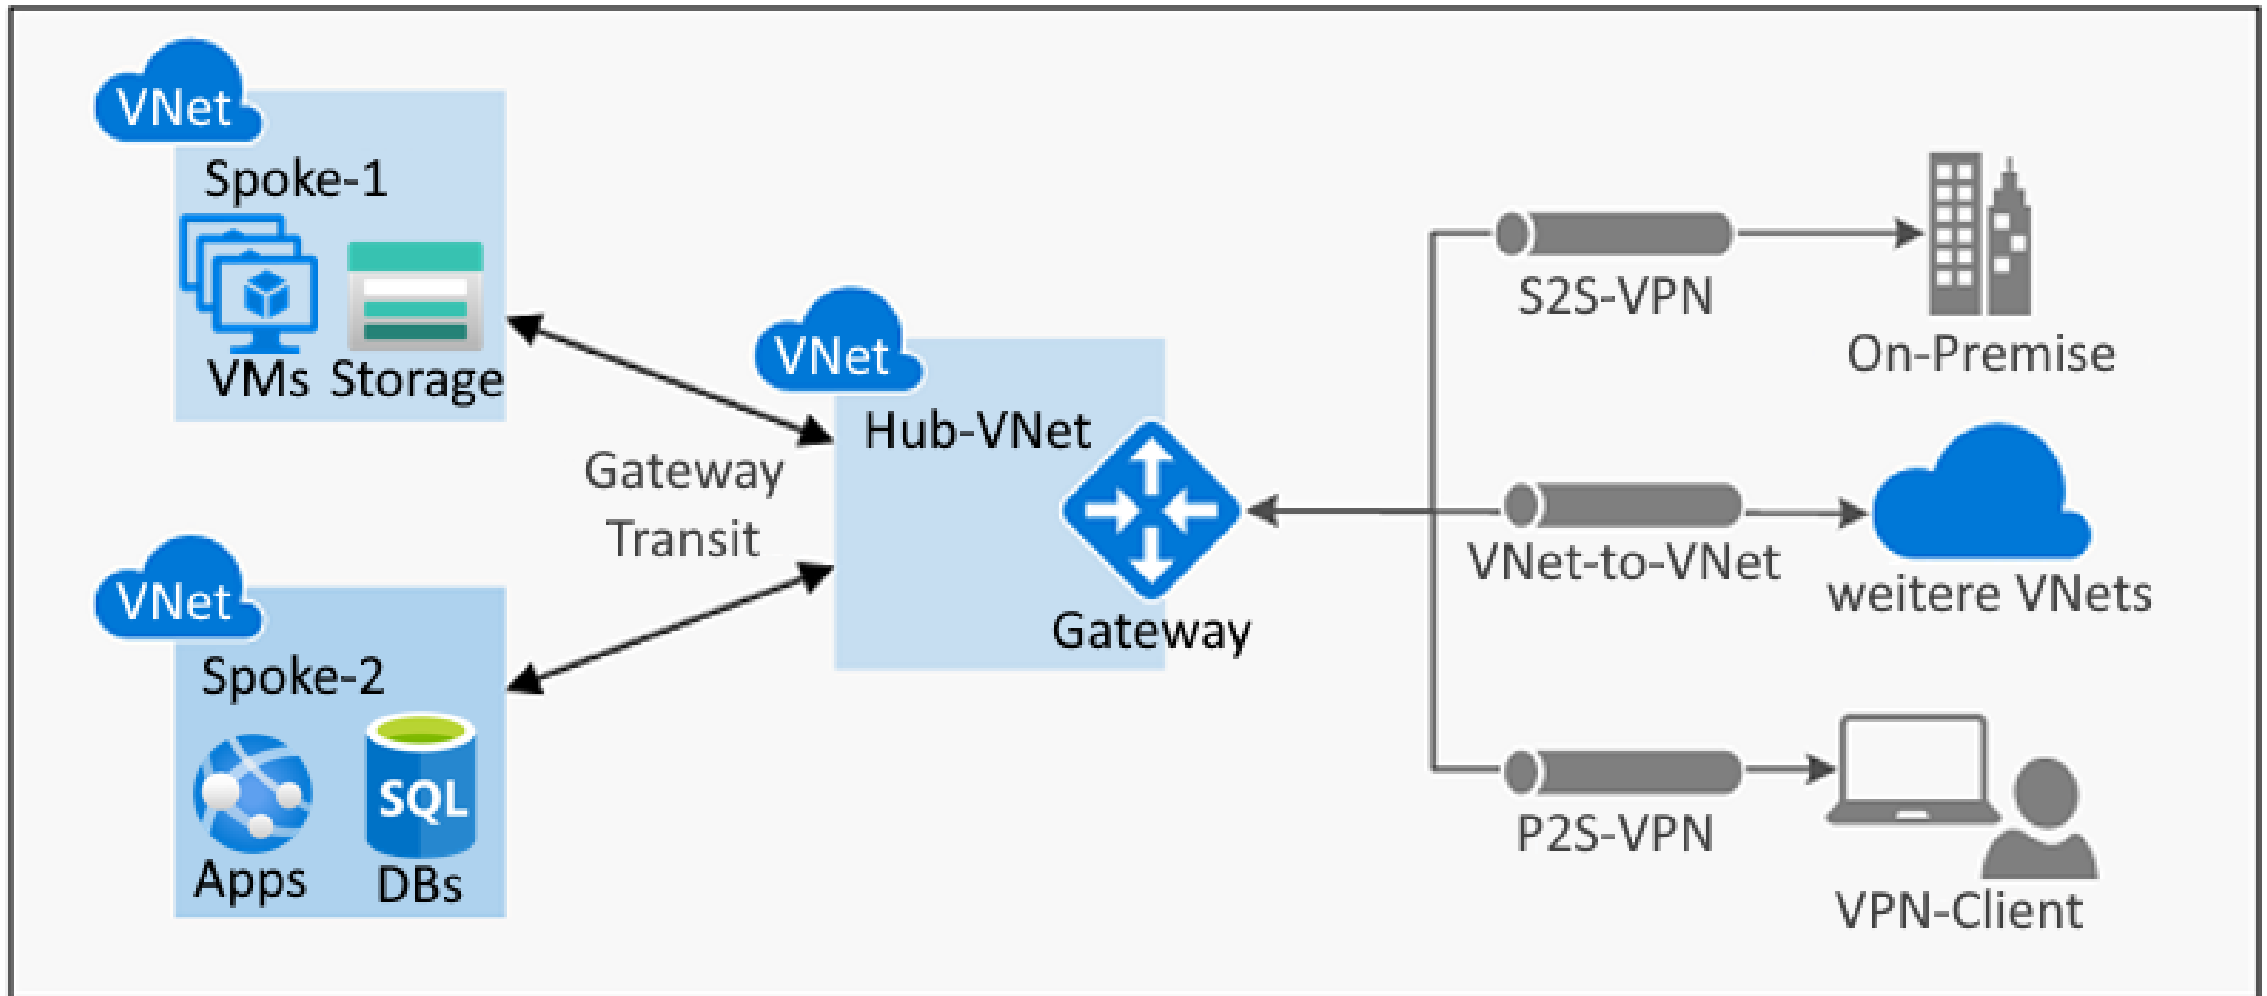 VNet
Spoke-1
VMs Storage
VNet
Spoke-2
SQL
Apps DBs
Gateway
Transit
VNet
Hub-VNet
Gateway
S2S-VPN
On-Premise
VNet-to-VNet
weitere VNets
P2S-VPN
VPN-Client